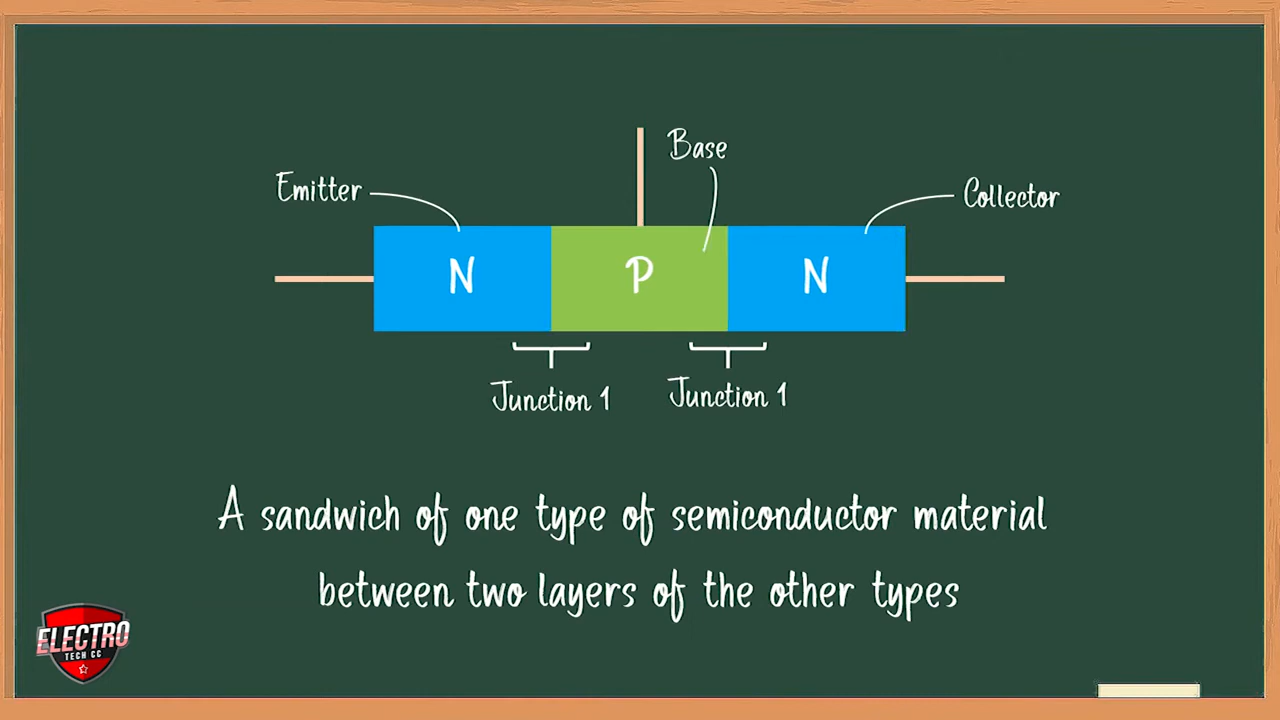 Base
Emitter
Collector
N
P
N
Junction 1
Junction 1
A sandwich of one type of semiconductor material
between two layers of the other types
ELECTRO
TECH CC